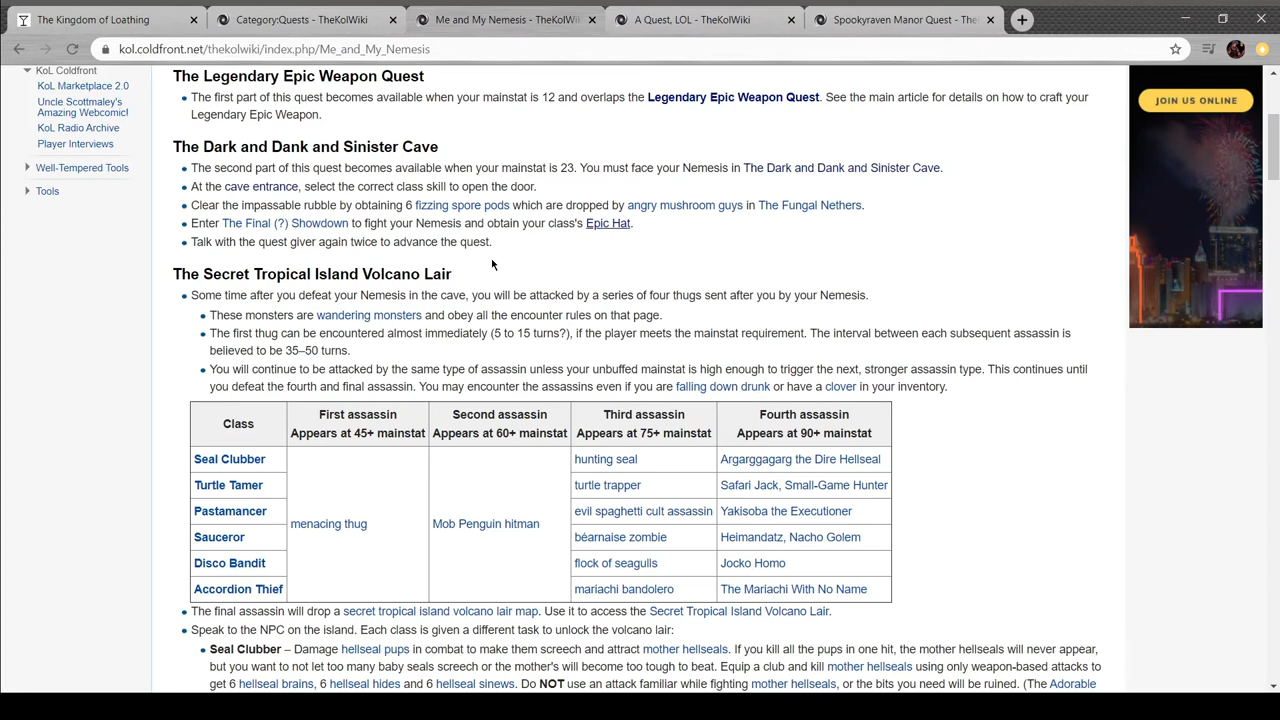 The Kingdom of Loathing
Category:Quests - TheKolWiki
Me and My Nemesis - TheKolWi
A Quest, LOL - TheKolWiki
Spookyraven Manor Quest - The
kol.coldfront.net/thekolwiki/index.php/Me_and_My_Nemesis
KoL Coldfront
KoL Marketplace 2.0
Uncle Scottmaley's
Awesome Webcomic!
KoL Radio Archive
Player Interviews
Well-Tempered Tools
Tools
The Legendary Epic Weapon Quest
The first part of this quest becomes available when your mainstat is 12 and overlaps the Legendary Epic Weapon Quest. See the main article for details on how to craft your
Legendary Epic Weapon.
The Dark and Dank and Sinister Cave
The second part of this quest becomes available when your mainstat is 23. You must face your Nemesis in The Dark and Dank and Sinister Cave.
At the cave entrance, select the correct class skill to open the door.
Clear the impassable rubble by obtaining 6 fizzing spore pods which are dropped by angry mushroom guys in The Fungal Nethers.
Enter The Final (?) Showdown to fight your Nemesis and obtain your class's Epic Hat.
Talk with the quest giver again twice to advance the quest.
The Secret Tropical Island Volcano Lair
Some time after you defeat your Nemesis in the cave, you will be attacked by a series of four thugs sent after you by your Nemesis.
These monsters are wandering monsters and obey all the encounter rules on that page.
The first thug can be encountered almost immediately (5 to 15 turns?), if the player meets the mainstat requirement. The interval between each subsequent assassin is
believed to be 35–50 turns.
You will continue to be attacked by the same type of assassin unless your unbuffed mainstat is high enough to trigger the next, stronger assassin type. This continues until
you defeat the fourth and final assassin. You may encounter the assassins even if you are falling down drunk or have a clover in your inventory.
Class First assassin Second assassin Third assassin Fourth assassin
Appears at 45+ mainstat Appears at 60+ mainstat Appears at 75+ mainstat Appears at 90+ mainstat
Seal Clubber hunting seal Argarggagarg the Dire Hellseal
Turtle Tamer turtle trapper Safari Jack, Small-Game Hunter
Pastamancer evil spaghetti cult assassin Yakisoba the Executioner
menacing thug Mob Penguin hitman
Sauceror béarnaise zombie Heimandatz, Nacho Golem
Disco Bandit flock of seagulls Jocko Homo
Accordion Thief mariachi bandolero The Mariachi With No Name
The final assassin will drop a secret tropical island volcano lair map. Use it to access the Secret Tropical Island Volcano Lair.
Speak to the NPC on the island. Each class is given a different task to unlock the volcano lair:
Seal Clubber – Damage hellseal pups in combat to make them screech and attract mother hellseals. If you kill all the pups in one hit, the mother hellseals will never appear,
but you want to not let too many baby seals screech or the mother's will become too tough to beat. Equip a club and kill mother hellseals using only weapon-based attacks to
get 6 hellseal brains, 6 hellseal hides and 6 hellseal sinews. Do NOT use an attack familiar while fighting mother hellseals, or the bits you need will be ruined. (The Adorable
JOIN US ONLINE